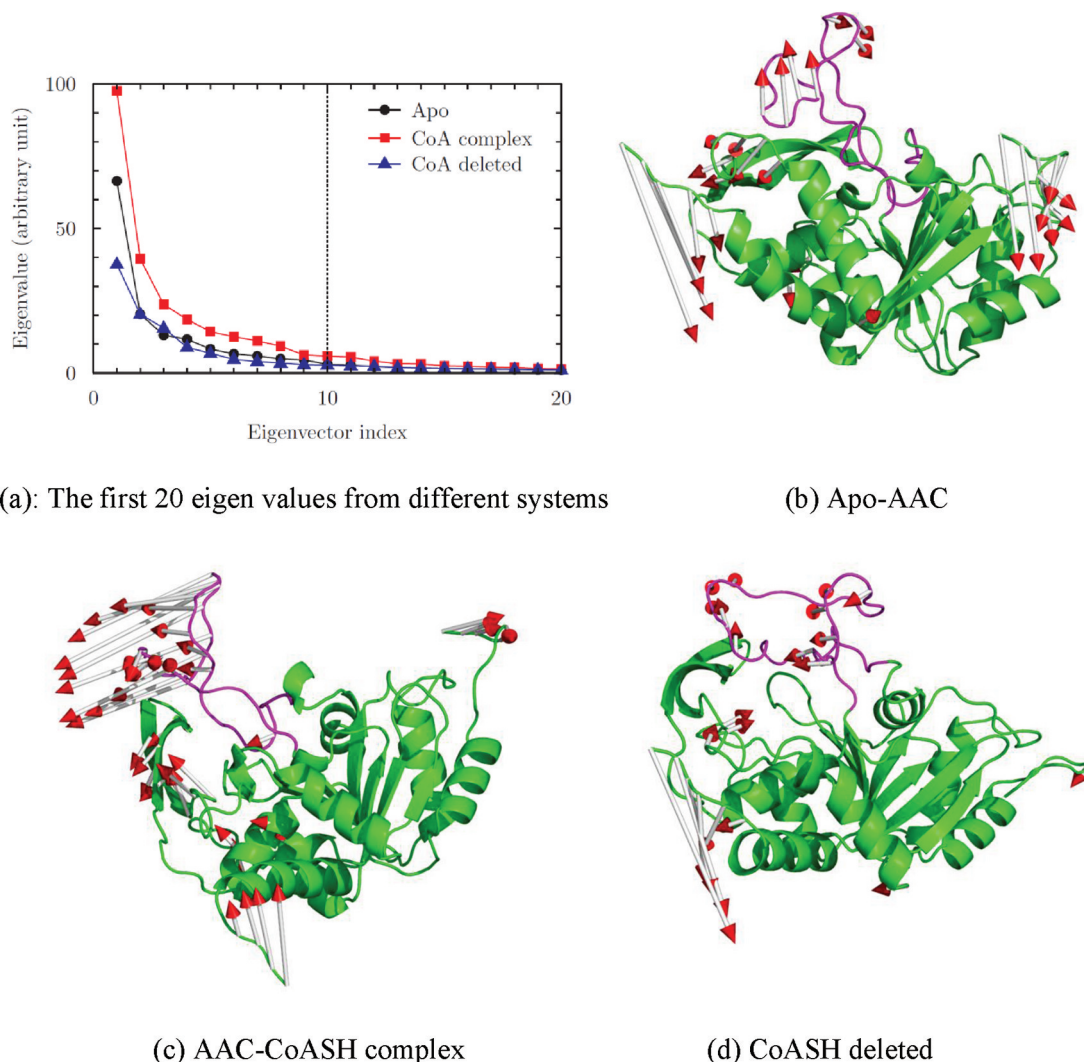 100
50
0
Eigenvalue (arbitrary unit)
Apo
CoA complex
CoA deleted
0
10
20
Eigenvector index
(a): The first 20 eigen values from different systems
(b) Apo-AAC
(c) AAC-CoASH complex
(d) CoASH deleted